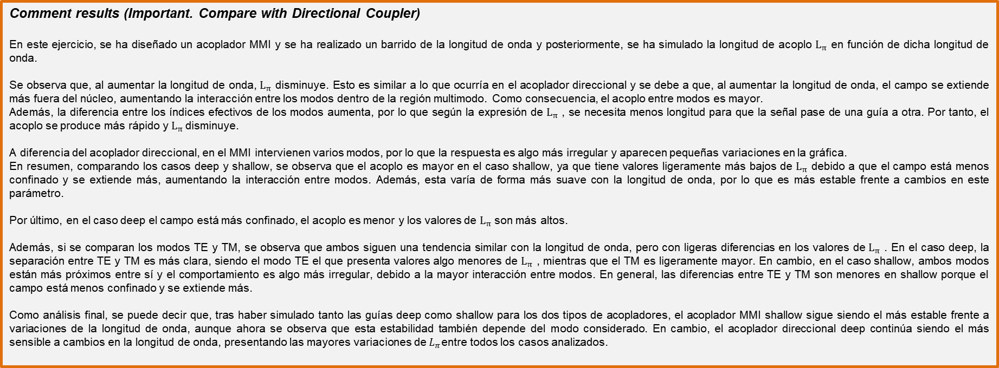 Comment results (Important. Compare with Directional Coupler)
En este ejercicio, se ha diseñado un acoplador MMI y se ha realizado un barrido de la longitud de onda y posteriormente, se ha simulado la longitud de acoplo Lπ en función de dicha longitud de
onda.
Se observa que, al aumentar la longitud de onda, Lπ disminuye. Esto es similar a lo que ocurría en el acoplador direccional y se debe a que, al aumentar la longitud de onda, el campo se extiende
más fuera del núcleo, aumentando la interacción entre los modos dentro de la región multimodo. Como consecuencia, el acoplo entre modos es mayor.
Además, la diferencia entre los índices efectivos de los modos aumenta, por lo que según la expresión de Lπ , se necesita menos longitud para que la señal pase de una guía a otra. Por tanto, el
acoplo se produce más rápido y Lπ disminuye.
A diferencia del acoplador direccional, en el MMI intervienen varios modos, por lo que la respuesta es algo más irregular y aparecen pequeñas variaciones en la gráfica.
En resumen, comparando los casos deep y shallow, se observa que el acoplo es mayor en el caso shallow, ya que tiene valores ligeramente más bajos de Lπ debido a que el campo está menos
confinado y se extiende más, aumentando la interacción entre modos. Además, esta varía de forma más suave con la longitud de onda, por lo que es más estable frente a cambios en este
parámetro.
Por último, en el caso deep el campo está más confinado, el acoplo es menor y los valores de Lπ son más altos.
Además, si se comparan los modos TE y TM, se observa que ambos siguen una tendencia similar con la longitud de onda, pero con ligeras diferencias en los valores de Lπ . En el caso deep, la
separación entre TE y TM es más clara, siendo el modo TE el que presenta valores algo menores de Lπ , mientras que el TM es ligeramente mayor. En cambio, en el caso shallow, ambos modos
están más próximos entre sí y el comportamiento es algo más irregular, debido a la mayor interacción entre modos. En general, las diferencias entre TE y TM son menores en shallow porque el
campo está menos confinado y se extiende más.
Como análisis final, se puede decir que, tras haber simulado tanto las guías deep como shallow para los dos tipos de acopladores, el acoplador MMI shallow sigue siendo el más estable frente a
variaciones de la longitud de onda, aunque ahora se observa que esta estabilidad también depende del modo considerado. En cambio, el acoplador direccional deep continúa siendo el más
sensible a cambios en la longitud de onda, presentando las mayores variaciones de Lπ entre todos los casos analizados.